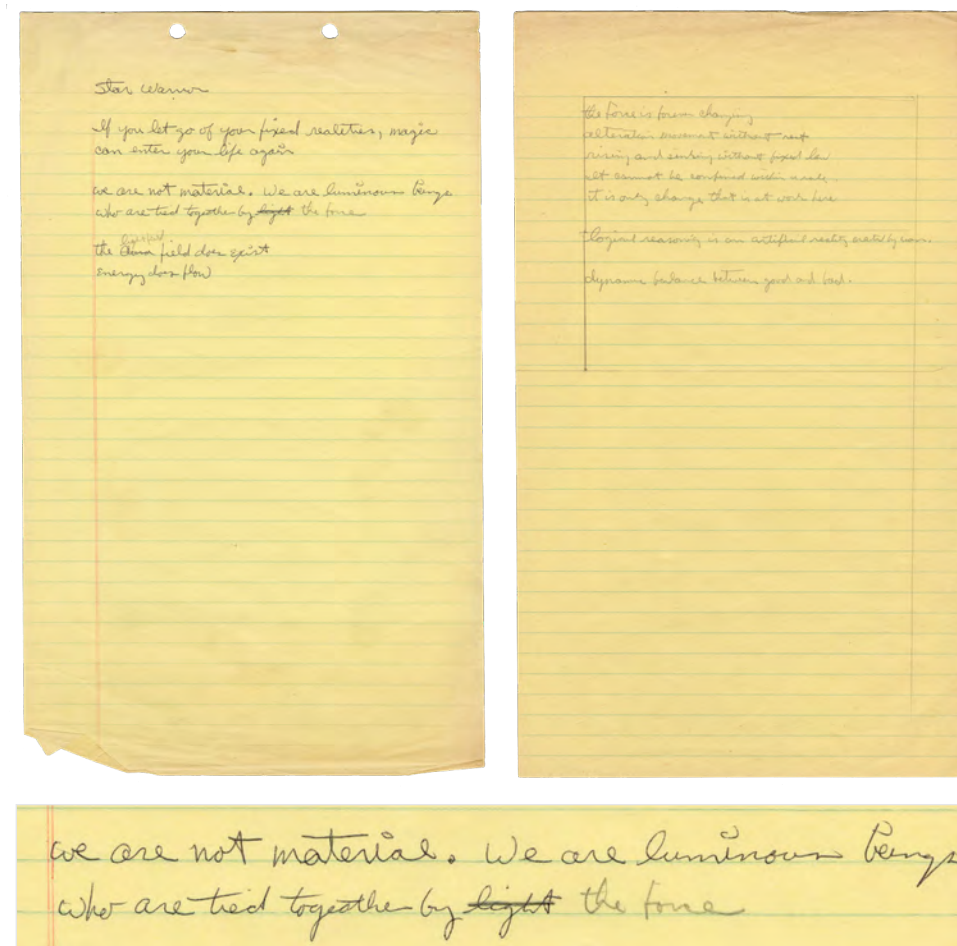 Star Warrior
If you let go of your fixed realities, magic
can enter your life again
we are not material. We are luminous beings
who are tied together by light the force
the field does exist
energy does flow
the force is forever changing
alteration movement without rest
rising and sinking without fixed law
it cannot be confined within a rule.
it is only change that is at work here
logical reasoning is an artificial reality created by man.
dynamic balance between good and bad.
we are not material. We are luminous beings
who are tied together by light the force